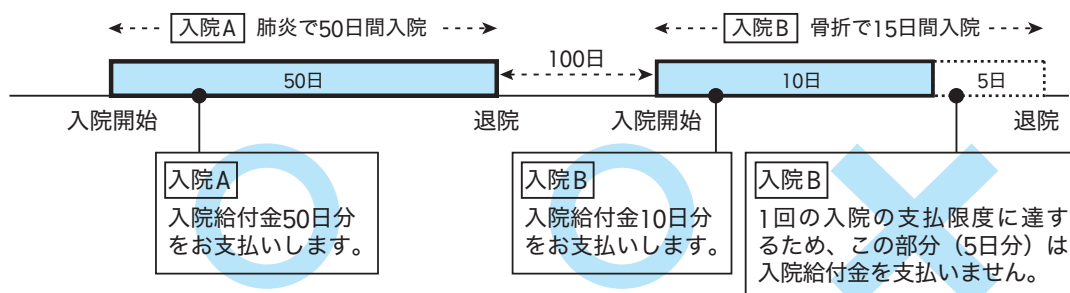 入院A 肺炎で50日間入院
入院B 骨折で15日間入院
100日
50日
10日
5日
入院開始
退院
入院開始
退院
入院A
入院給付金50日分
をお支払いします。
入院B
入院給付金10日分
をお支払いします。
入院B
1回の入院の支払限度に達す
るため、この部分（5日分）は
入院給付金を支払いません。